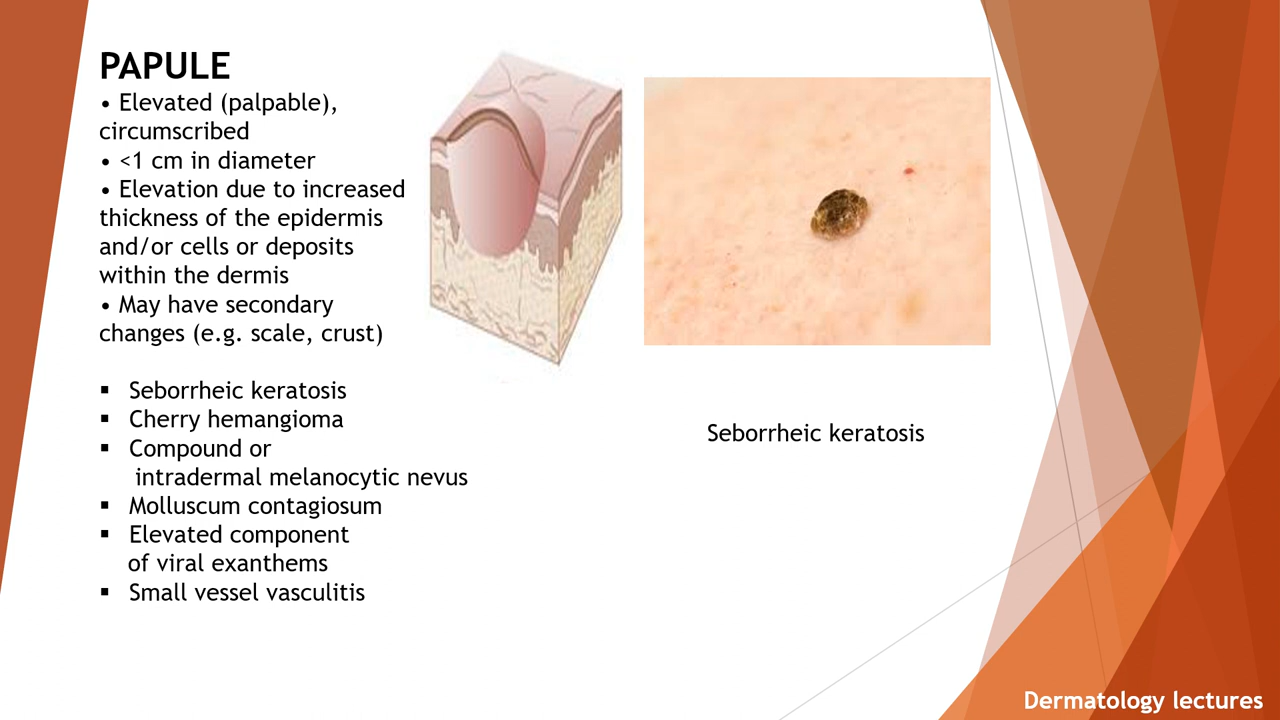 PAPULE
• Elevated (palpable),
circumscribed
• <1 cm in diameter
• Elevation due to increased
thickness of the epidermis
and/or cells or deposits
within the dermis
• May have secondary
changes (e.g. scale, crust)
▪ Seborrheic keratosis
▪ Cherry hemangioma
▪ Compound or
intradermal melanocytic nevus
▪ Molluscum contagiosum
▪ Elevated component
of viral exanthems
▪ Small vessel vasculitis
Seborrheic keratosis
Dermatology lectures